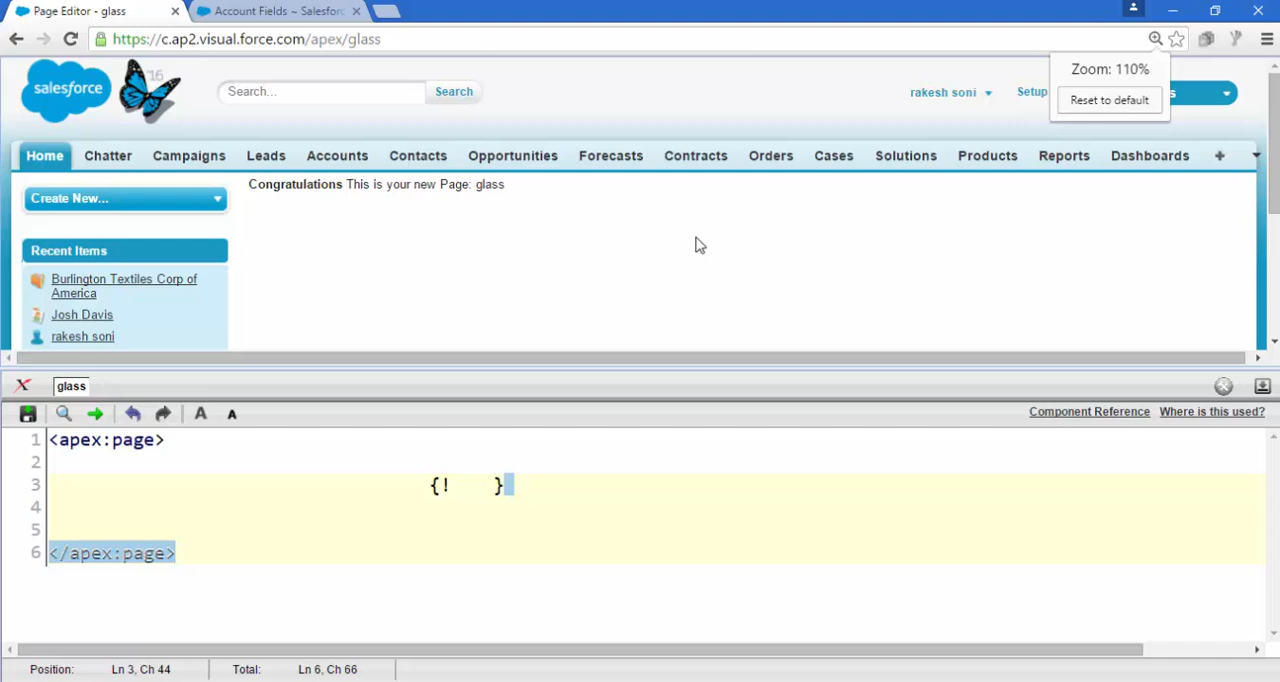 Page Editor - glass
Account Fields ~ Salesforc
https://c.ap2.visual.force.com/apex/glass
Zoom: 110%
Reset to default
salesforce
'16
Search...
Search
rakesh soni
Setup
s
Home Chatter Campaigns Leads Accounts Contacts Opportunities Forecasts Contracts Orders Cases Solutions Products Reports Dashboards +
Create New...
Congratulations This is your new Page: glass
Recent Items
Burlington Textiles Corp of
America
Josh Davis
rakesh soni
glass
A A
Component Reference Where is this used?
1 <apex:page>
2
3 {! }
4
5
6 </apex:page>
Position: Ln 3, Ch 44 Total: Ln 6, Ch 66